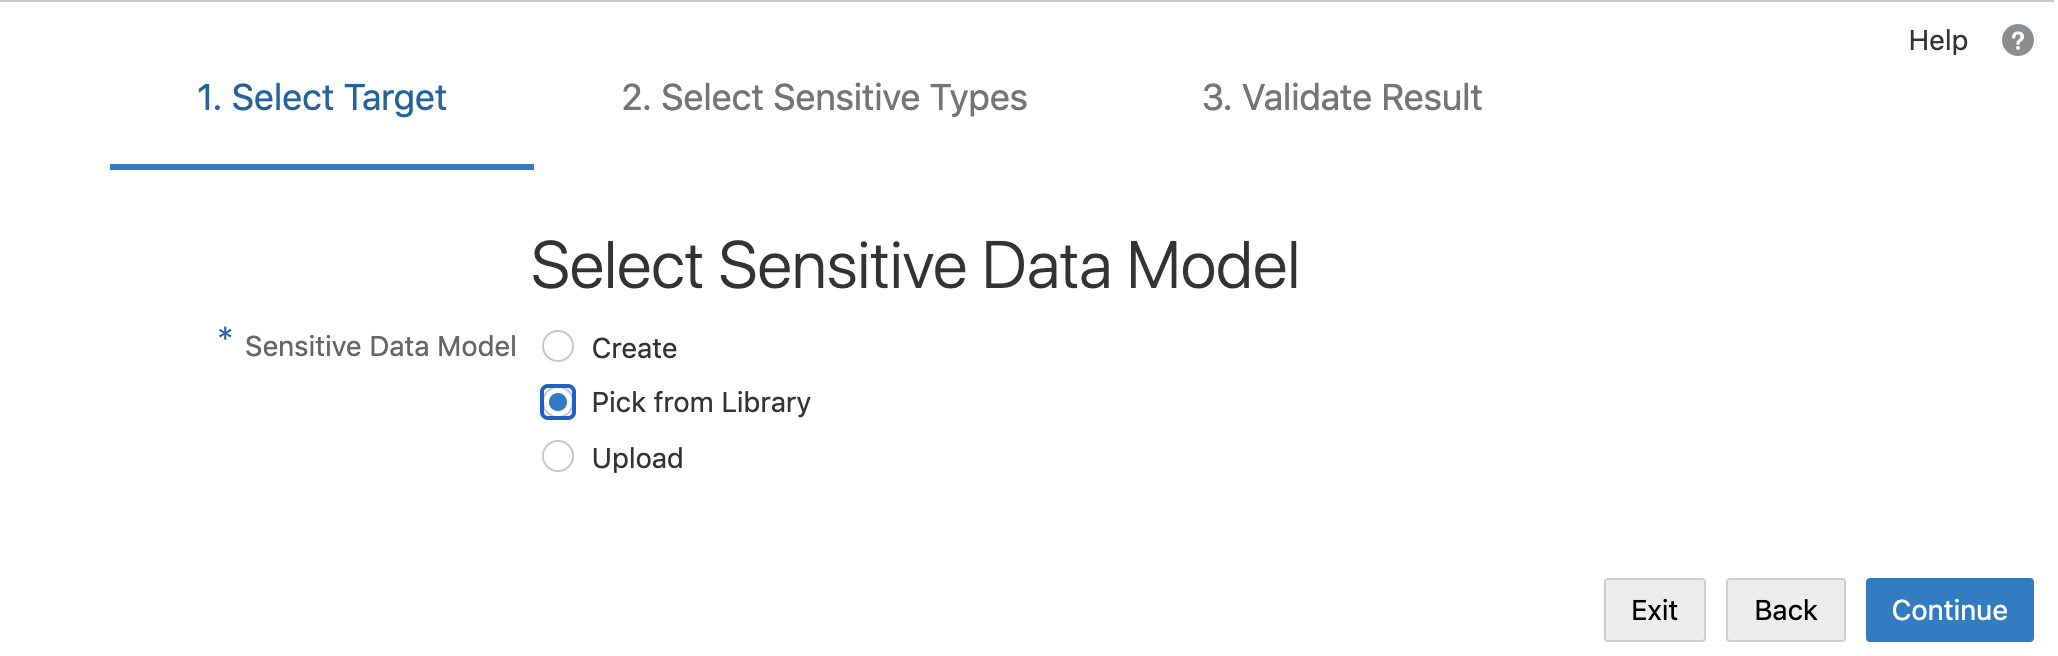 Help ?
1. Select Target 2. Select Sensitive Types 3. Validate Result
Select Sensitive Data Model
* Sensitive Data Model Create
Pick from Library
Upload
Exit Back Continue